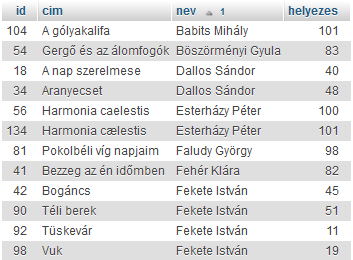 id cim nev 1 helyezes
104 A gólyakalifa Babits Mihály 101
54 Gergő és az álomfogók Böszörményi Gyula 83
18 A nap szerelmese Dallos Sándor 40
34 Aranyecset Dallos Sándor 48
56 Harmonia caelestis Esterházy Péter 100
134 Harmonia cælestis Esterházy Péter 101
81 Pokolbéli víg napjaim Faludy György 98
41 Bezzeg az én időmben Fehér Klára 82
42 Bogáncs Fekete István 45
90 Téli berek Fekete István 51
92 Tüskevár Fekete István 11
98 Vuk Fekete István 19